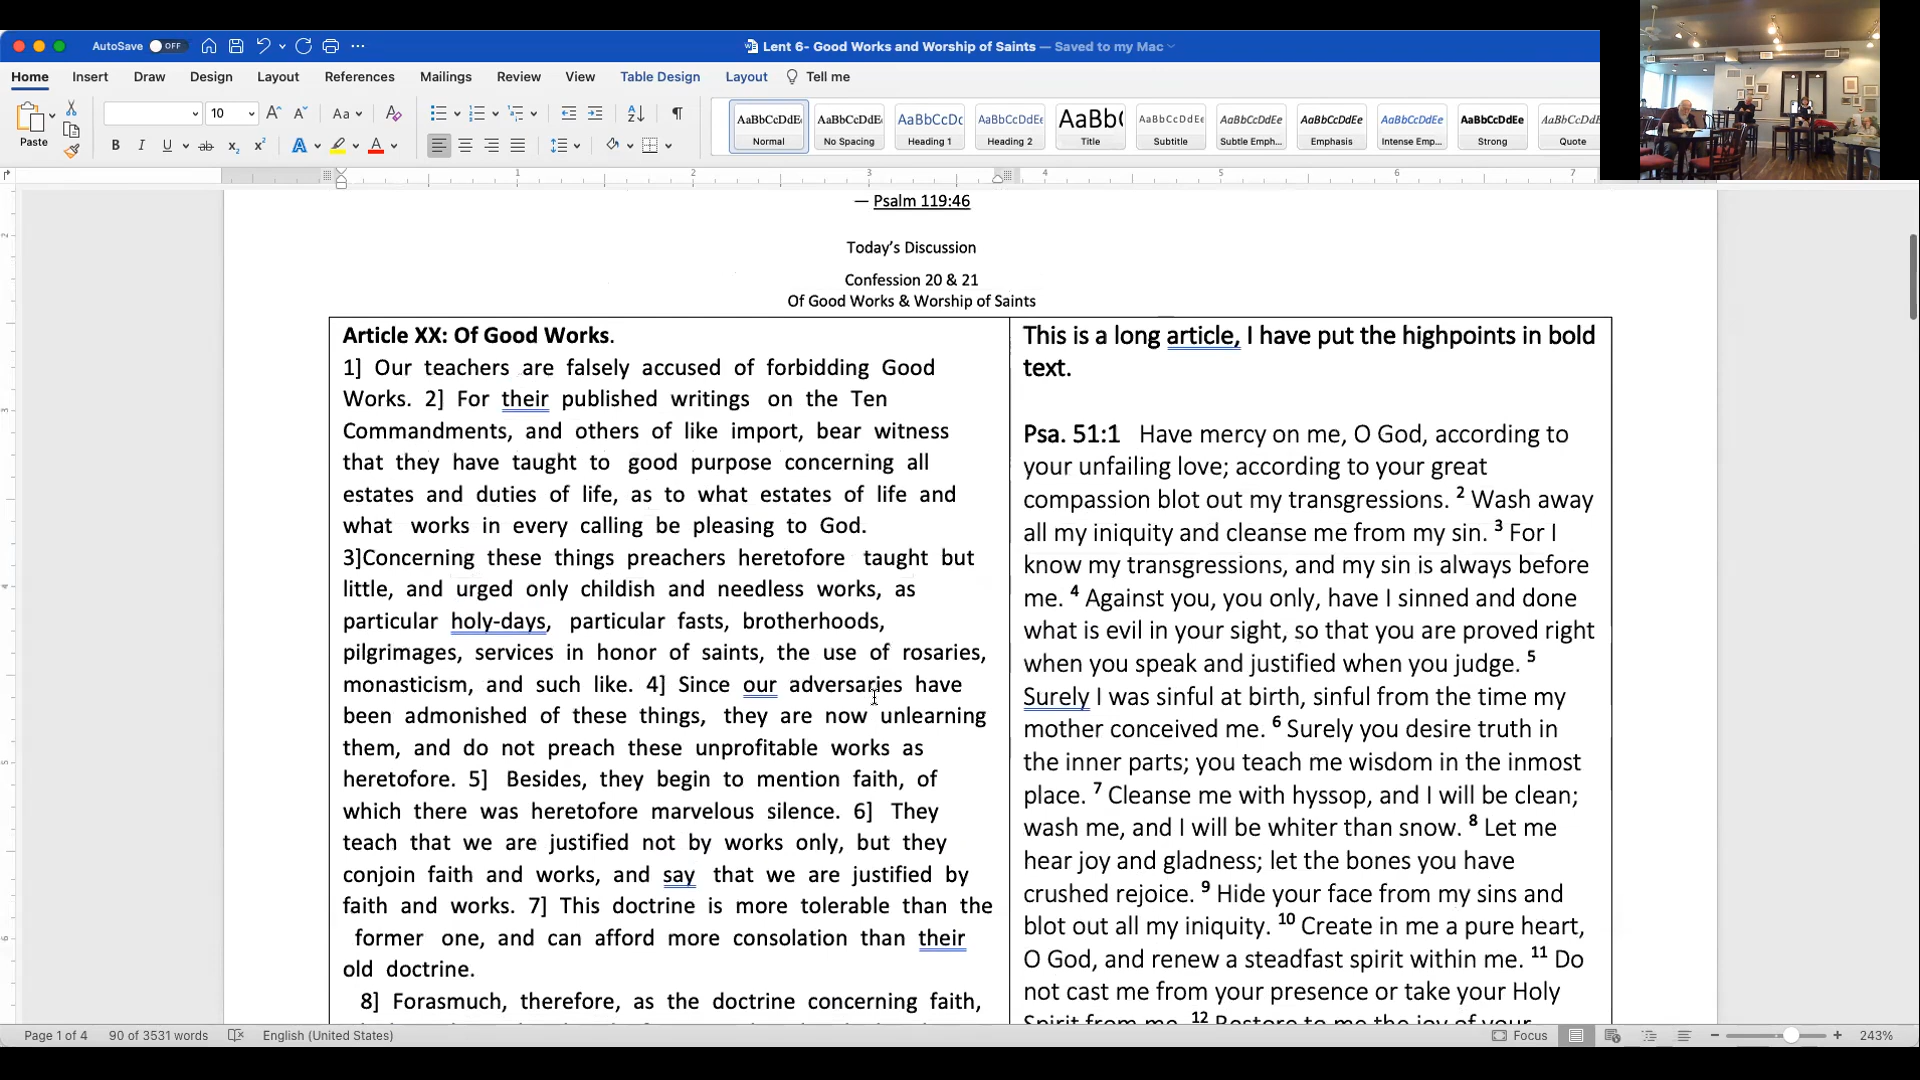 AutoSave OFF
Lent 6- Good Works and Worship of Saints — Saved to my Mac
Home Insert Draw Design Layout References Mailings Review View Table Design Layout Tell me
Paste
10
Aa
AaBbCcDdEe Normal
AaBbCcDdEe No Spacing
AaBbCcDc Heading 1
AaBbCcDdEe Heading 2
AaBb( Title
AaBbCcDdEe Subtitle
AaBbCcDdEe Subtle Emph...
AaBbCcDdEe Emphasis
AaBbCcDdEe Intense Emp...
AaBbCcDdEe Strong
AaBbCcDdEe Quote
1 2 3 4 5 6 7
— Psalm 119:46
Today’s Discussion
Confession 20 & 21
Of Good Works & Worship of Saints
Article XX: Of Good Works.
1] Our teachers are falsely accused of forbidding Good
Works. 2] For their published writings on the Ten
Commandments, and others of like import, bear witness
that they have taught to good purpose concerning all
estates and duties of life, as to what estates of life and
what works in every calling be pleasing to God.
3]Concerning these things preachers heretofore taught but
little, and urged only childish and needless works, as
particular holy-days, particular fasts, brotherhoods,
pilgrimages, services in honor of saints, the use of rosaries,
monasticism, and such like. 4] Since our adversaries have
been admonished of these things, they are now unlearning
them, and do not preach these unprofitable works as
heretofore. 5] Besides, they begin to mention faith, of
which there was heretofore marvelous silence. 6] They
teach that we are justified not by works only, but they
conjoin faith and works, and say that we are justified by
faith and works. 7] This doctrine is more tolerable than the
former one, and can afford more consolation than their
old doctrine.
8] Forasmuch, therefore, as the doctrine concerning faith,
This is a long article, I have put the highpoints in bold
text.
Psa. 51:1 Have mercy on me, O God, according to
your unfailing love; according to your great
compassion blot out my transgressions. 2 Wash away
all my iniquity and cleanse me from my sin. 3 For I
know my transgressions, and my sin is always before
me. 4 Against you, you only, have I sinned and done
what is evil in your sight, so that you are proved right
when you speak and justified when you judge. 5
Surely I was sinful at birth, sinful from the time my
mother conceived me. 6 Surely you desire truth in
the inner parts; you teach me wisdom in the inmost
place. 7 Cleanse me with hyssop, and I will be clean;
wash me, and I will be whiter than snow. 8 Let me
hear joy and gladness; let the bones you have
crushed rejoice. 9 Hide your face from my sins and
blot out all my iniquity. 10 Create in me a pure heart,
O God, and renew a steadfast spirit within me. 11 Do
not cast me from your presence or take your Holy
Spirit from me. 12 Restore to me the joy of your
Page 1 of 4 90 of 3531 words English (United States) Focus 243%